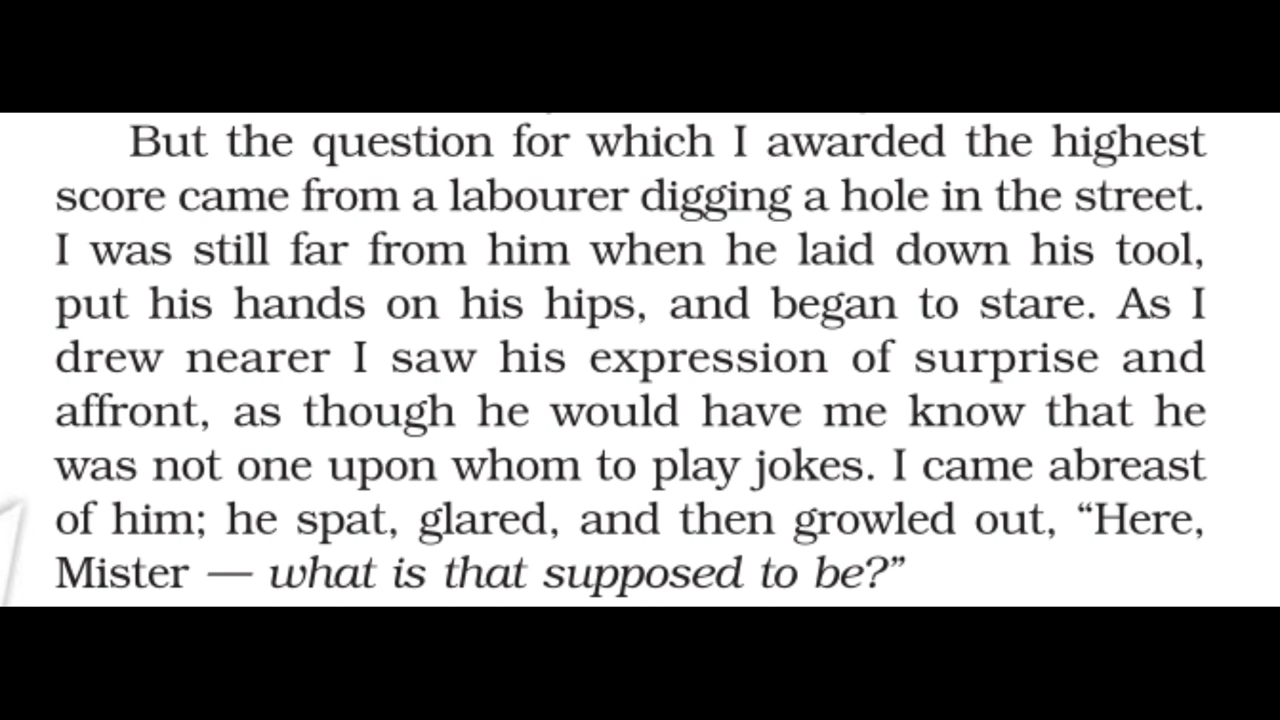 But the question for which I awarded the highest
score came from a labourer digging a hole in the street.
I was still far from him when he laid down his tool,
put his hands on his hips, and began to stare. As I
drew nearer I saw his expression of surprise and
affront, as though he would have me know that he
was not one upon whom to play jokes. I came abreast
of him; he spat, glared, and then growled out, “Here,
Mister — what is that supposed to be?”